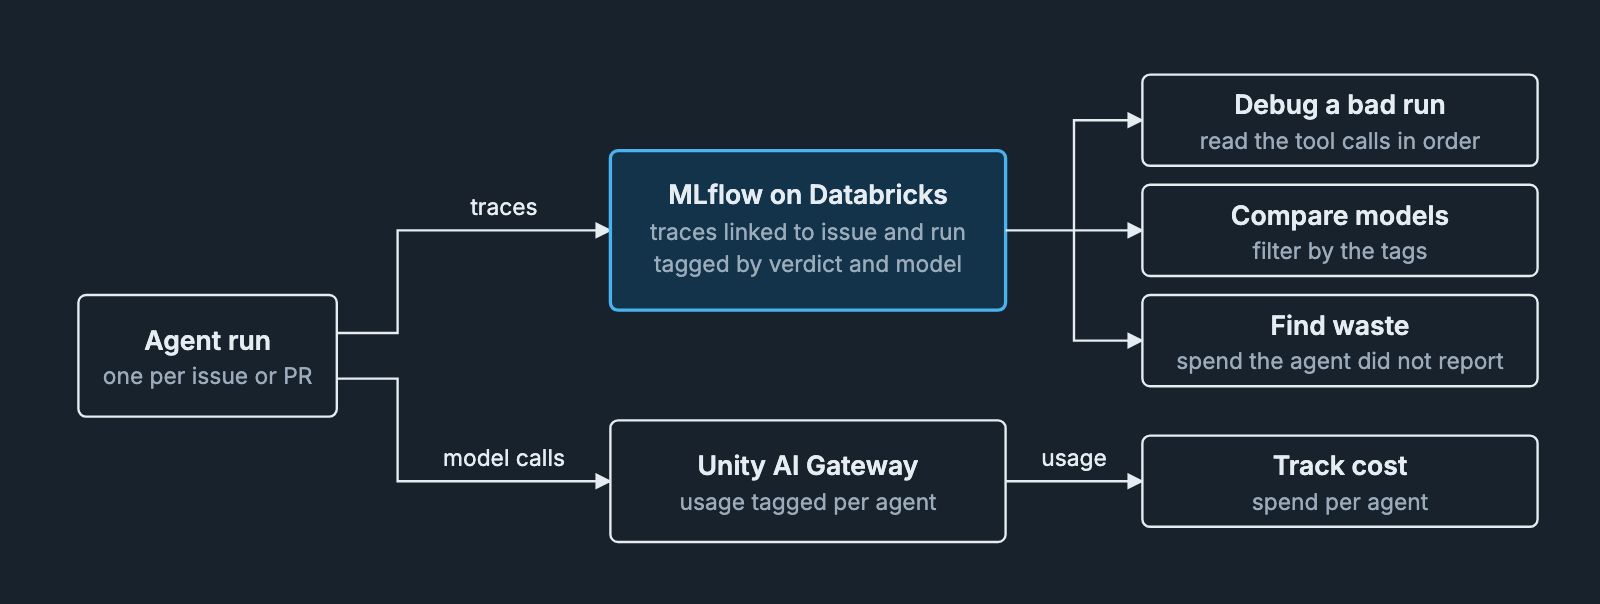 Agent run
one per issue or PR
traces
model calls
MLflow on Databricks
traces linked to issue and run
tagged by verdict and model
Unity AI Gateway
usage tagged per agent
usage
Debug a bad run
read the tool calls in order
Compare models
filter by the tags
Find waste
spend the agent did not report
Track cost
spend per agent